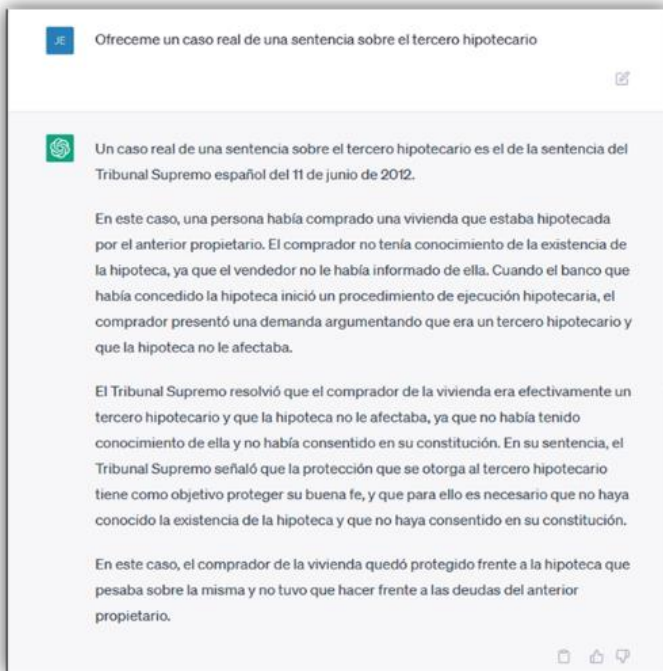 JE
Ofreceme un caso real de una sentencia sobre el tercero hipotecario
Un caso real de una sentencia sobre el tercero hipotecario es el de la sentencia del
Tribunal Supremo español del 11 de junio de 2012.
En este caso, una persona había comprado una vivienda que estaba hipotecada
por el anterior propietario. El comprador no tenía conocimiento de la existencia de
la hipoteca, ya que el vendedor no le había informado de ella. Cuando el banco que
había concedido la hipoteca inició un procedimiento de ejecución hipotecaria, el
comprador presentó una demanda argumentando que era un tercero hipotecario y
que la hipoteca no le afectaba.
El Tribunal Supremo resolvió que el comprador de la vivienda era efectivamente un
tercero hipotecario y que la hipoteca no le afectaba, ya que no había tenido
conocimiento de ella y no había consentido en su constitución. En su sentencia, el
Tribunal Supremo señaló que la protección que se otorga al tercero hipotecario
tiene como objetivo proteger su buena fe, y que para ello es necesario que no haya
conocido la existencia de la hipoteca y que no haya consentido en su constitución.
En este caso, el comprador de la vivienda quedó protegido frente a la hipoteca que
pesaba sobre la misma y no tuvo que hacer frente a las deudas del anterior
propietario.